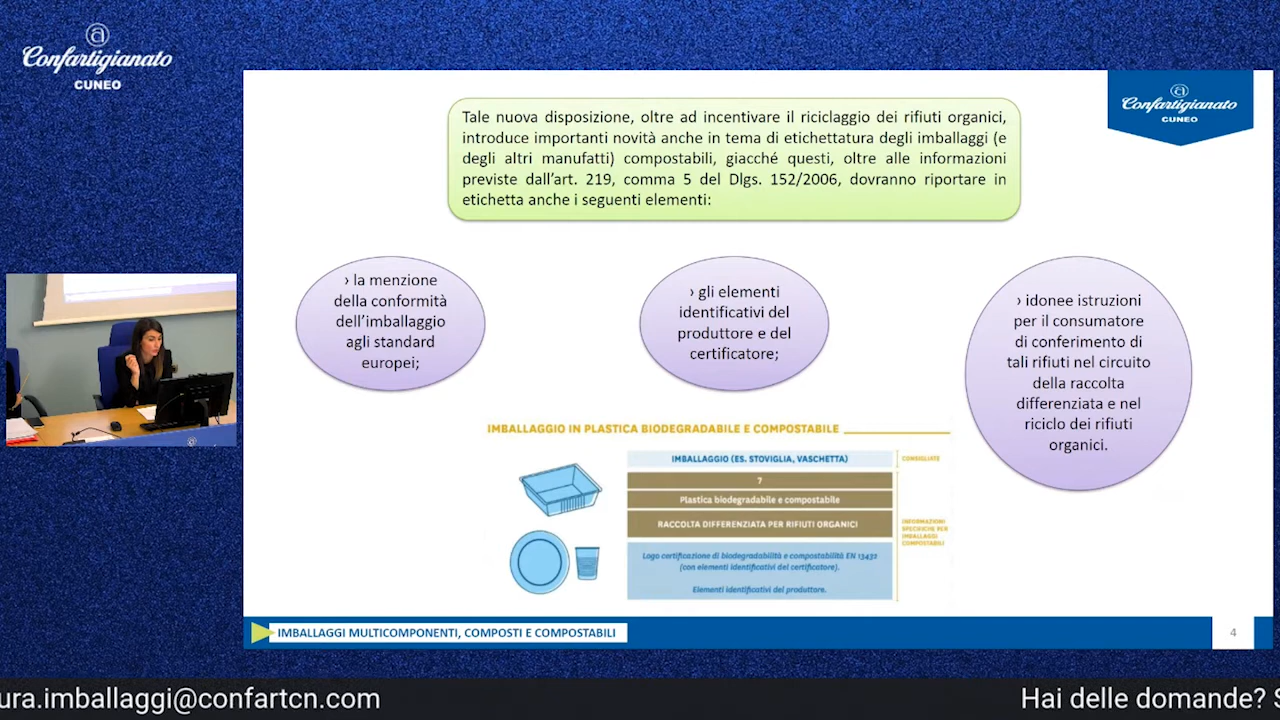 Confartigianato
CUNEO
Confartigianato
CUNEO
Tale nuova disposizione, oltre ad incentivare il riciclaggio dei rifiuti organici,
introduce importanti novità anche in tema di etichettatura degli imballaggi (e
degli altri manufatti) compostabili, giacché questi, oltre alle informazioni
previste dall’art. 219, comma 5 del Dlgs. 152/2006, dovranno riportare in
etichetta anche i seguenti elementi:
› la menzione
della conformità
dell’imballaggio
agli standard
europei;
› gli elementi
identificativi del
produttore e del
certificatore;
› idonee istruzioni
per il consumatore
di conferimento di
tali rifiuti nel circuito
della raccolta
differenziata e nel
riciclo dei rifiuti
organici.
IMBALLAGGIO IN PLASTICA BIODEGRADABILE E COMPOSTABILE
IMBALLAGGIO (ES. STOVIGLIA, VASCHETTA)
CONSIGLIATE
7
Plastica biodegradabile e compostabile
RACCOLTA DIFFERENZIATA PER RIFIUTI ORGANICI
INFORMAZIONI
SPECIFICHE PER
IMBALLAGGI
COMPOSTABILI
Logo certificazione di biodegradabilità e compostabilità EN 13432
(con elementi identificativi del certificatore).
Elementi identificativi del produttore.
IMBALLAGGI MULTICOMPONENTI, COMPOSTI E COMPOSTABILI
4
ura.imballaggi@confartcn.com
Hai delle domande? S